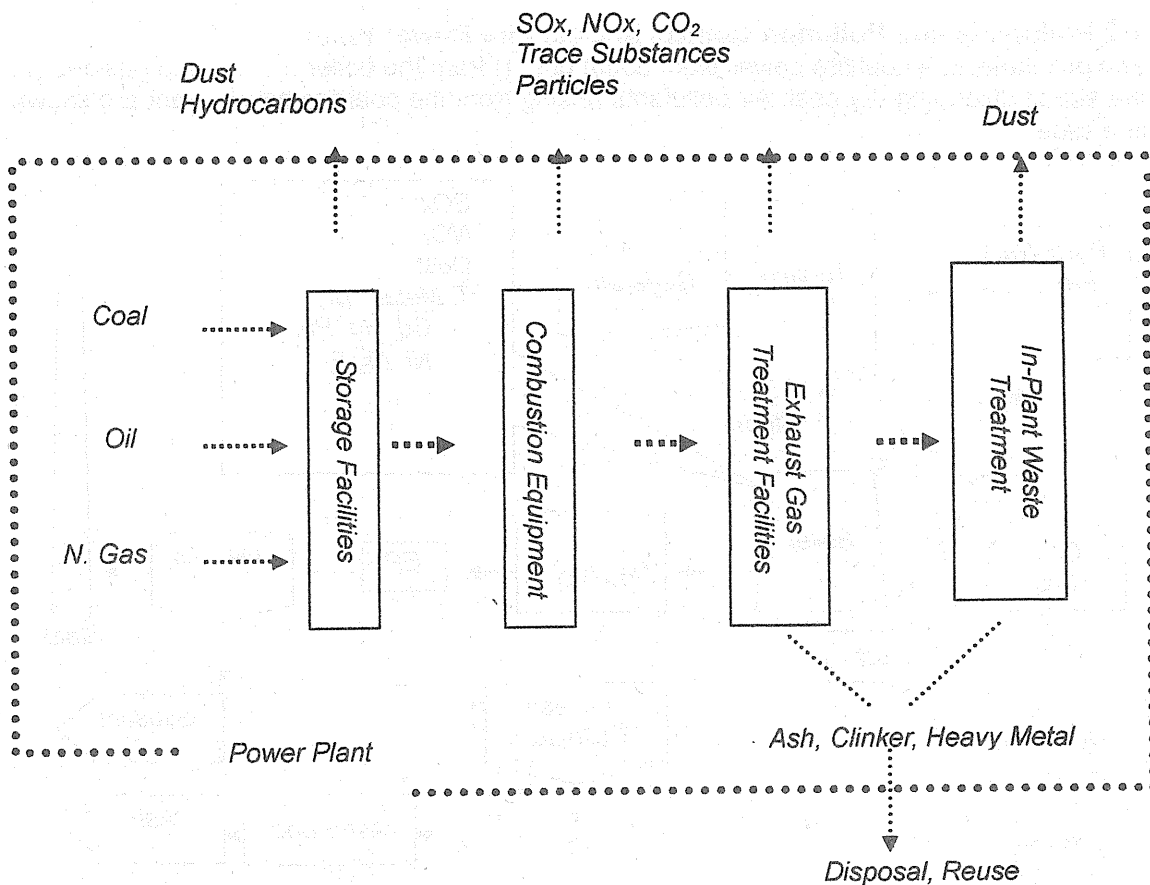 SOx, NOx, CO₂
Trace Substances
Particles
Dust
Hydrocarbons
Dust
Coal
Oil
N. Gas
Storage Facilities
Combustion Equipment
Exhaust Gas
Treatment Facilities
In-Plant Waste
Treatment
Power Plant
Ash, Clinker, Heavy Metal
Disposal, Reuse